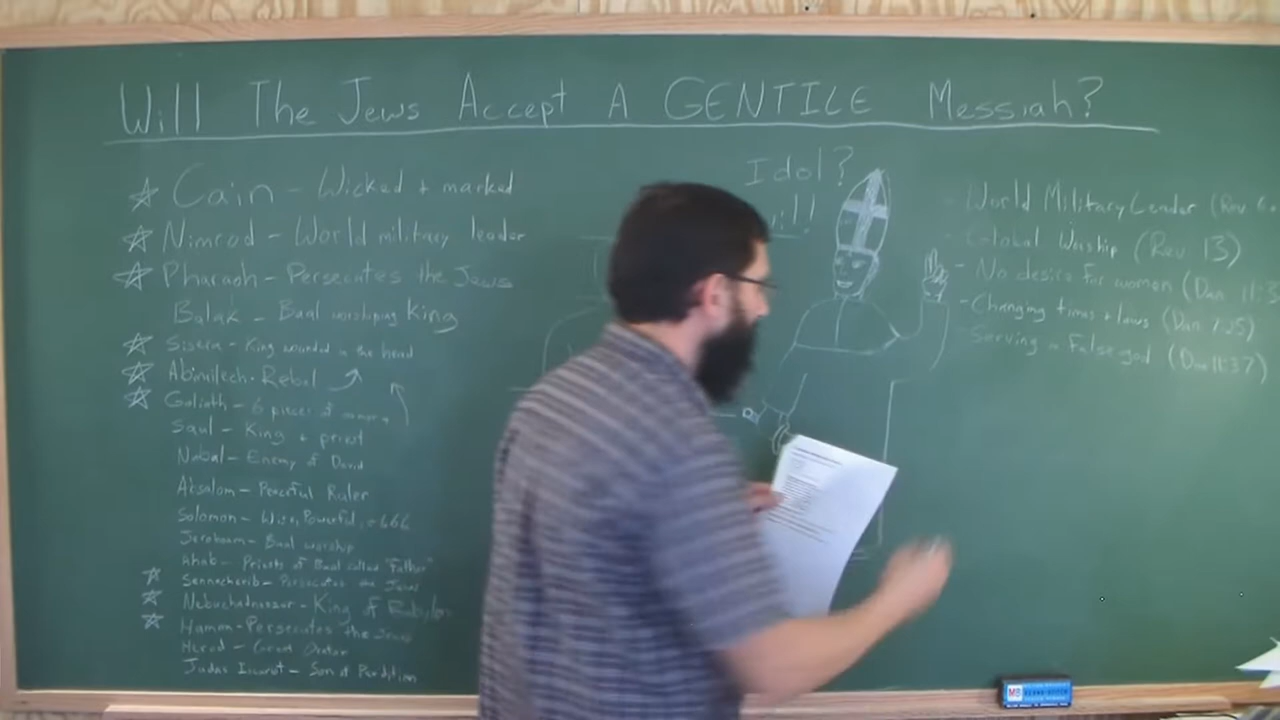 Will The Jews Accept A GENTILE Messiah?
Cain - Wicked + marked
Nimrod - World military leader
Pharaoh - Persecutes the Jews
Balak - Baal worshiping King
Sisera - King wounded in the head
Abimilech - Rebel
Goliath - 6 pieces of
Saul - King + priest
Nabal - Enemy of David
Absalom - Peaceful Ruler
Solomon - Wise, Powerful, 666
Jeroboam - Baal worship
Ahab - Priests of Baal called "Father"
Sennecherib - Persecutes the Jews
Nebuchadnezzar - King of Babylon
Haman - Persecutes the Jews
Herod - Great Orator
Judas Iscarot - Son of Perdition
Idol?
- World Military Leader (Rev 6
- Global Worship (Rev 13)
- No desire for women (Dan 11:3
- Changing times + laws (Dan 7:25)
- Serving a False god (Dan 11:37)